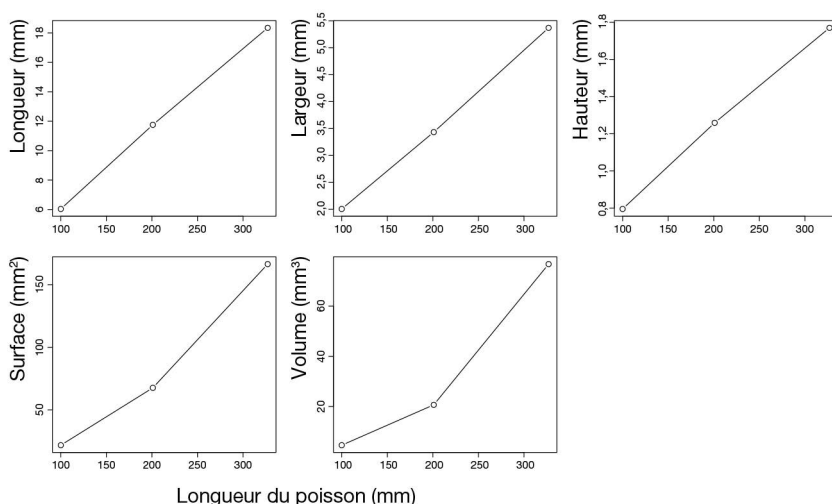 Longueur (mm)
6 8 10 12 14 16 18
100 150 200 250 300
Largeur (mm)
2,0 2,5 3,0 3,5 4,0 4,5 5,0 5,5
100 150 200 250 300
Hauteur (mm)
0,8 1,0 1,2 1,4 1,6 1,8
100 150 200 250 300
Surface (mm²)
50 100 150
100 150 200 250 300
Volume (mm³)
20 40 60
100 150 200 250 300
Longueur du poisson (mm)